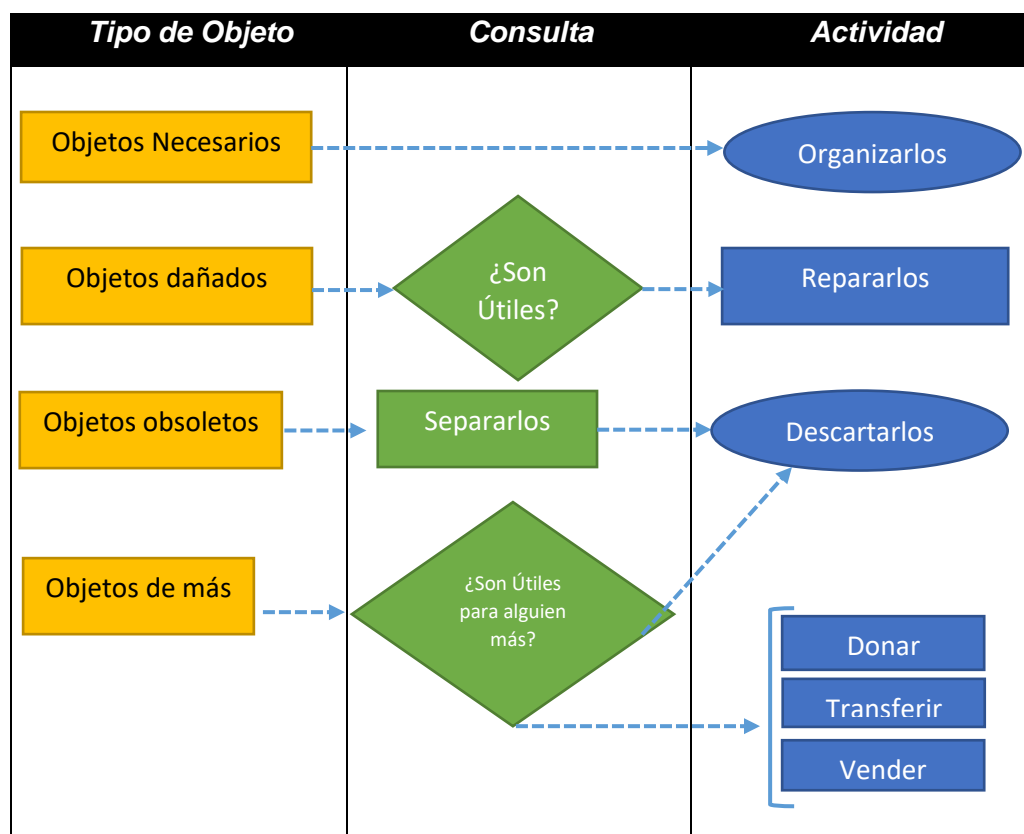 Tipo de Objeto
Consulta
Actividad
Objetos Necesarios
Organizarlos
Objetos dañados
¿Son
Útiles?
Repararlos
Objetos obsoletos
Separarlos
Descartarlos
Objetos de más
¿Son Útiles
para alguien
más?
Donar
Transferir
Vender